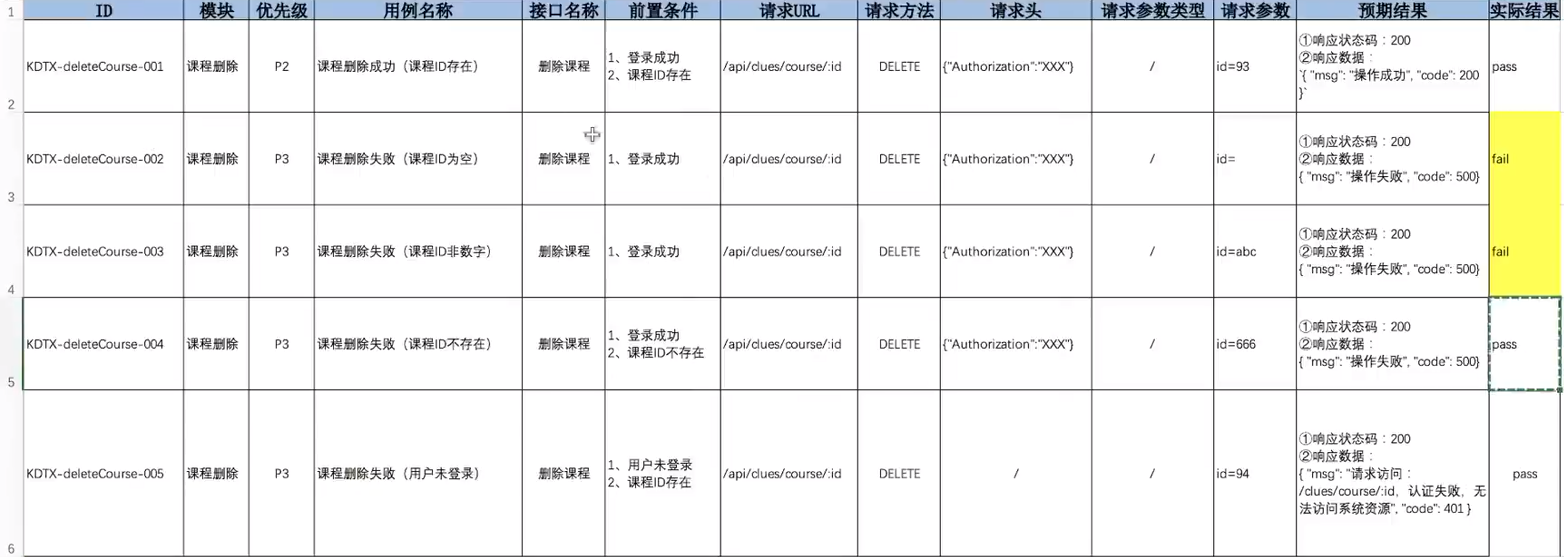 ID 模块 优先级 用例名称 接口名称 前置条件 请求URL 请求方法 请求头 请求参数类型 请求参数 预期结果 实际结果
1
KDTX-deleteCourse-001 课程删除 P2 课程删除成功（课程ID存在） 删除课程 1、登录成功
2、课程ID存在 /api/clues/course/:id DELETE {"Authorization":"XXX"} / id=93 ①响应状态码：200
②响应数据：
`{ "msg": "操作成功", "code": 200
}` pass
2
KDTX-deleteCourse-002 课程删除 P3 课程删除失败（课程ID为空） 删除课程 1、登录成功 /api/clues/course/:id DELETE {"Authorization":"XXX"} / id= ①响应状态码：200
②响应数据：
{ "msg": "操作失败", "code": 500} fail
3
KDTX-deleteCourse-003 课程删除 P3 课程删除失败（课程ID非数字） 删除课程 1、登录成功 /api/clues/course/:id DELETE {"Authorization":"XXX"} / id=abc ①响应状态码：200
②响应数据：
{ "msg": "操作失败", "code": 500} fail
4
KDTX-deleteCourse-004 课程删除 P3 课程删除失败（课程ID不存在） 删除课程 1、登录成功
2、课程ID不存在 /api/clues/course/:id DELETE {"Authorization":"XXX"} / id=666 ①响应状态码：200
②响应数据：
{ "msg": "操作失败", "code": 500} pass
5
KDTX-deleteCourse-005 课程删除 P3 课程删除失败（用户未登录） 删除课程 1、用户未登录
2、课程ID存在 /api/clues/course/:id DELETE / / id=94 ①响应状态码：200
②响应数据：
{ "msg": "请求访问：
/clues/course/:id，认证失败，无
法访问系统资源", "code": 401 } pass
6